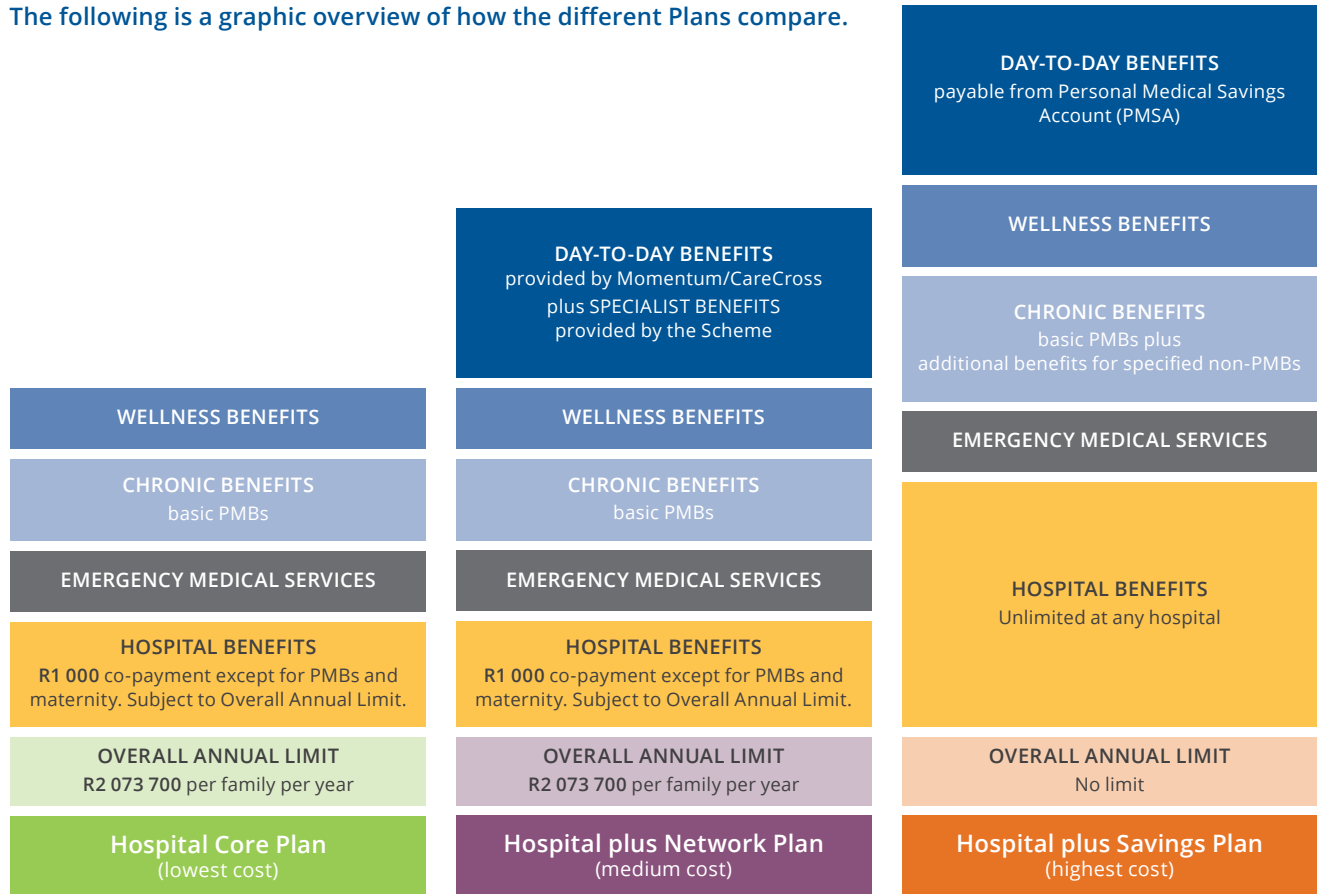 The following is a graphic overview of how the different Plans compare.
WELLNESS BENEFITS
CHRONIC BENEFITS
basic PMBs
EMERGENCY MEDICAL SERVICES
HOSPITAL BENEFITS
R1 000 co-payment except for PMBs and
maternity. Subject to Overall Annual Limit.
OVERALL ANNUAL LIMIT
R2 073 700 per family per year
Hospital Core Plan
(lowest cost)
DAY-TO-DAY BENEFITS
provided by Momentum/CareCross
plus SPECIALIST BENEFITS
provided by the Scheme
WELLNESS BENEFITS
CHRONIC BENEFITS
basic PMBs
EMERGENCY MEDICAL SERVICES
HOSPITAL BENEFITS
R1 000 co-payment except for PMBs and
maternity. Subject to Overall Annual Limit.
OVERALL ANNUAL LIMIT
R2 073 700 per family per year
Hospital plus Network Plan
(medium cost)
DAY-TO-DAY BENEFITS
payable from Personal Medical Savings
Account (PMSA)
WELLNESS BENEFITS
CHRONIC BENEFITS
basic PMBs plus
additional benefits for specified non-PMBs
EMERGENCY MEDICAL SERVICES
HOSPITAL BENEFITS
Unlimited at any hospital
OVERALL ANNUAL LIMIT
No limit
Hospital plus Savings Plan
(highest cost)